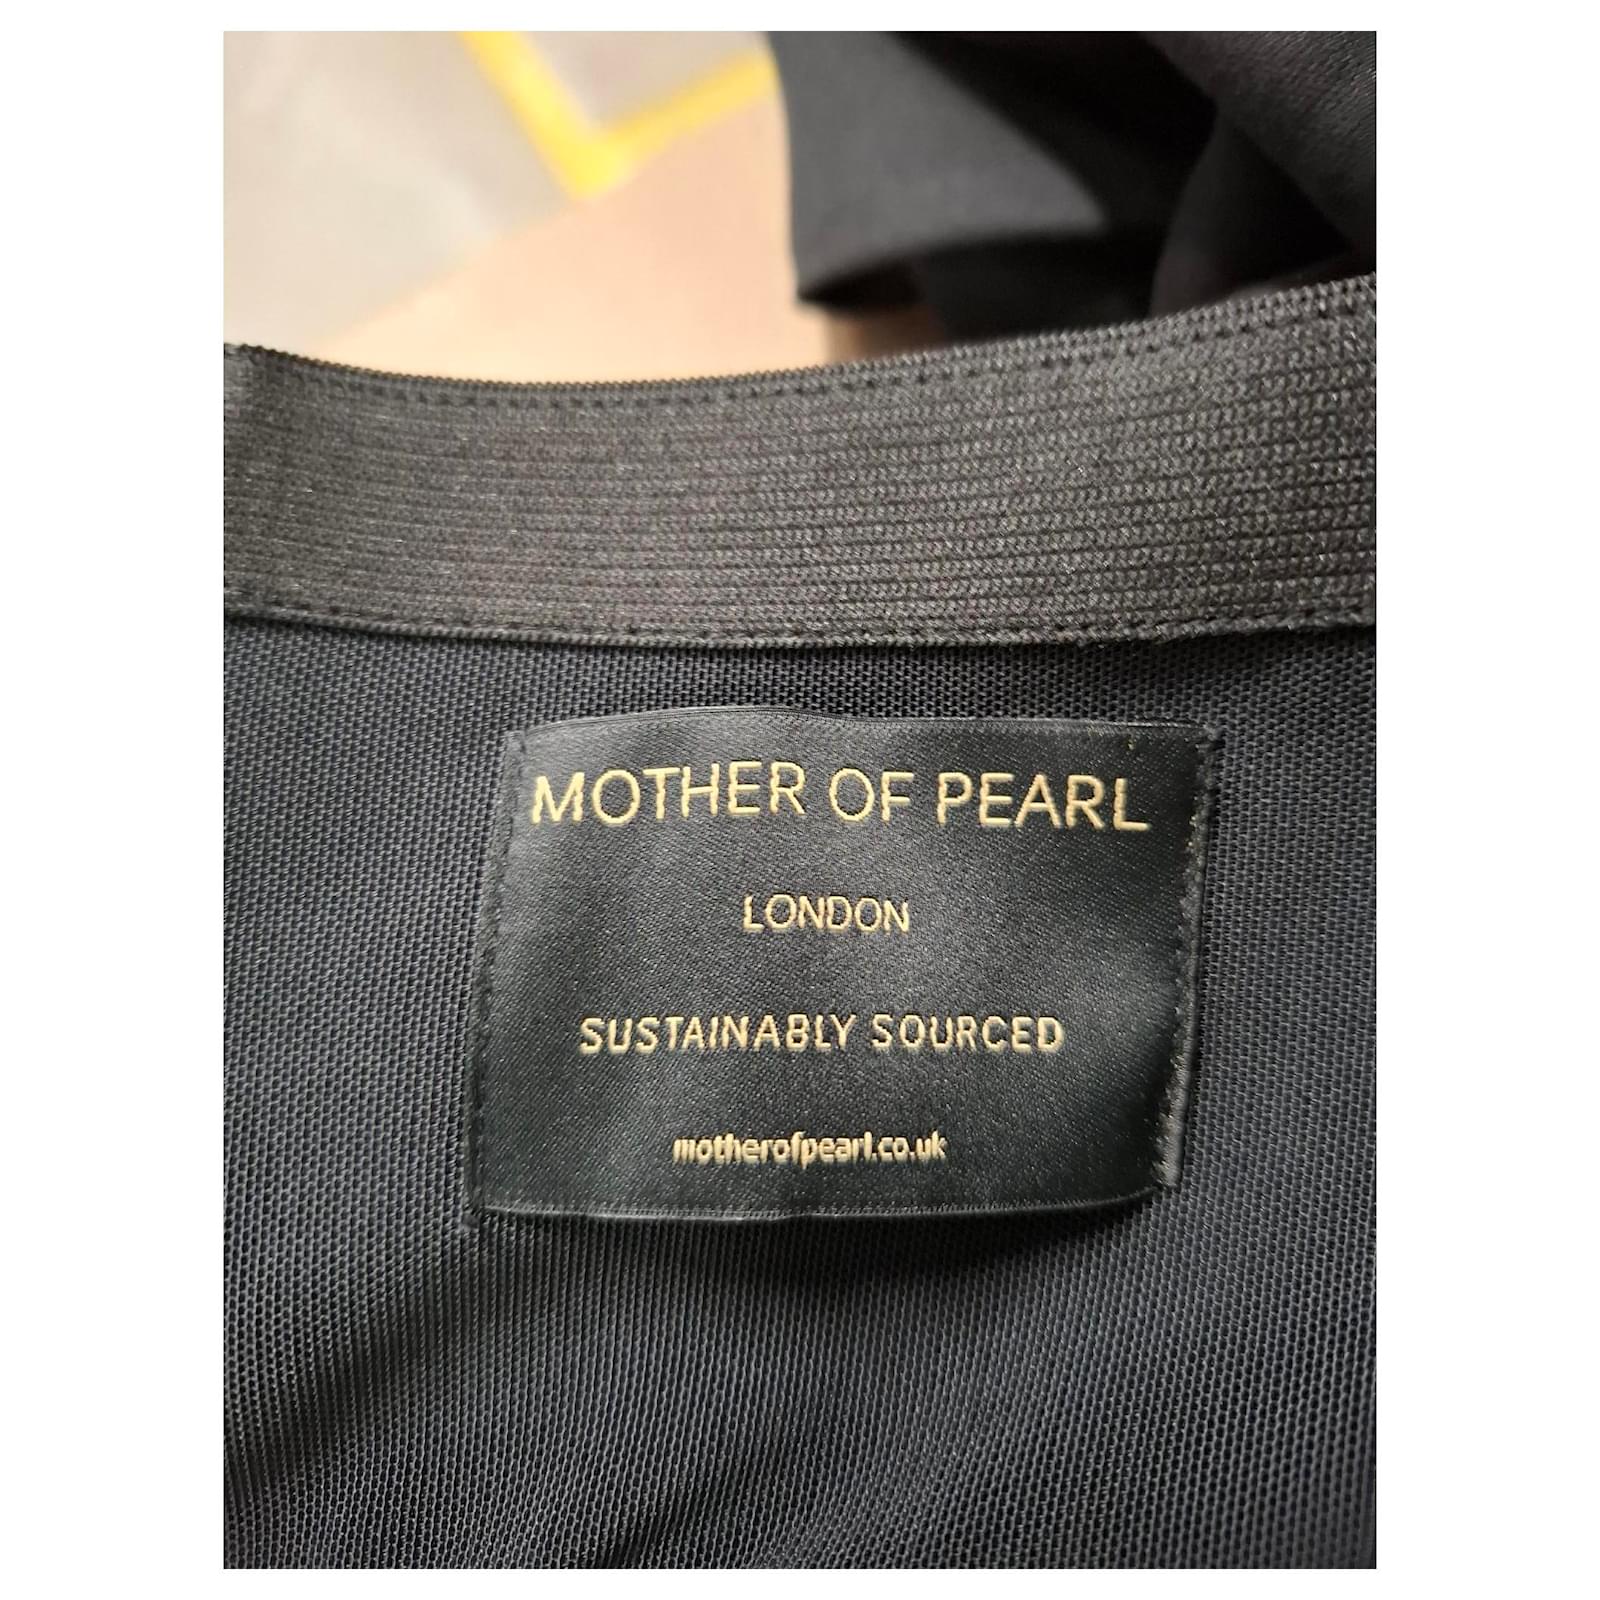 MOTHER OF PEARL
LONDON
SUSTAINABLY SOURCED
motherofpearl.co.uk